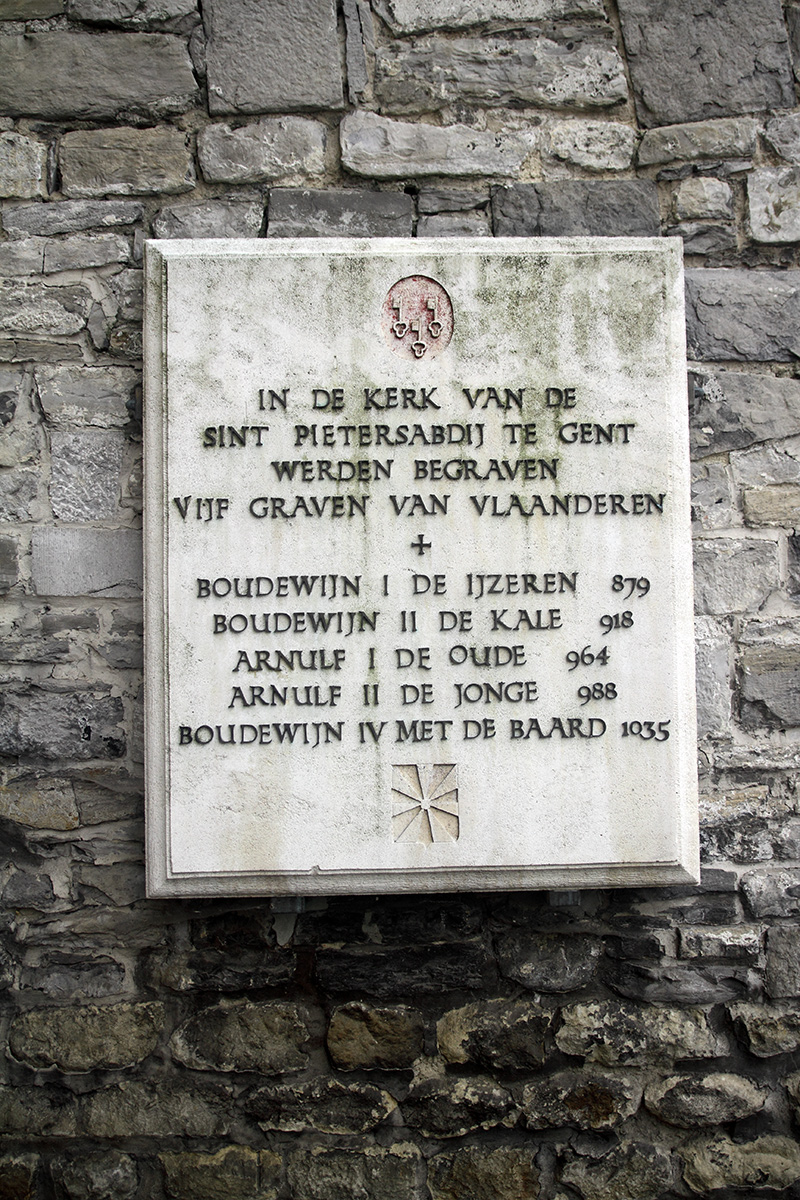 IN DE KERK VAN DE
SINT PIETERSABDIJ TE GENT
WERDEN BEGRAVEN
VIJF GRAVEN VAN VLAANDEREN
+
BOUDEWIJN I DE IJZEREN 879
BOUDEWIJN II DE KALE 918
ARNULF I DE OUDE 964
ARNULF II DE JONGE 988
BOUDEWIJN IV MET DE BAARD 1035